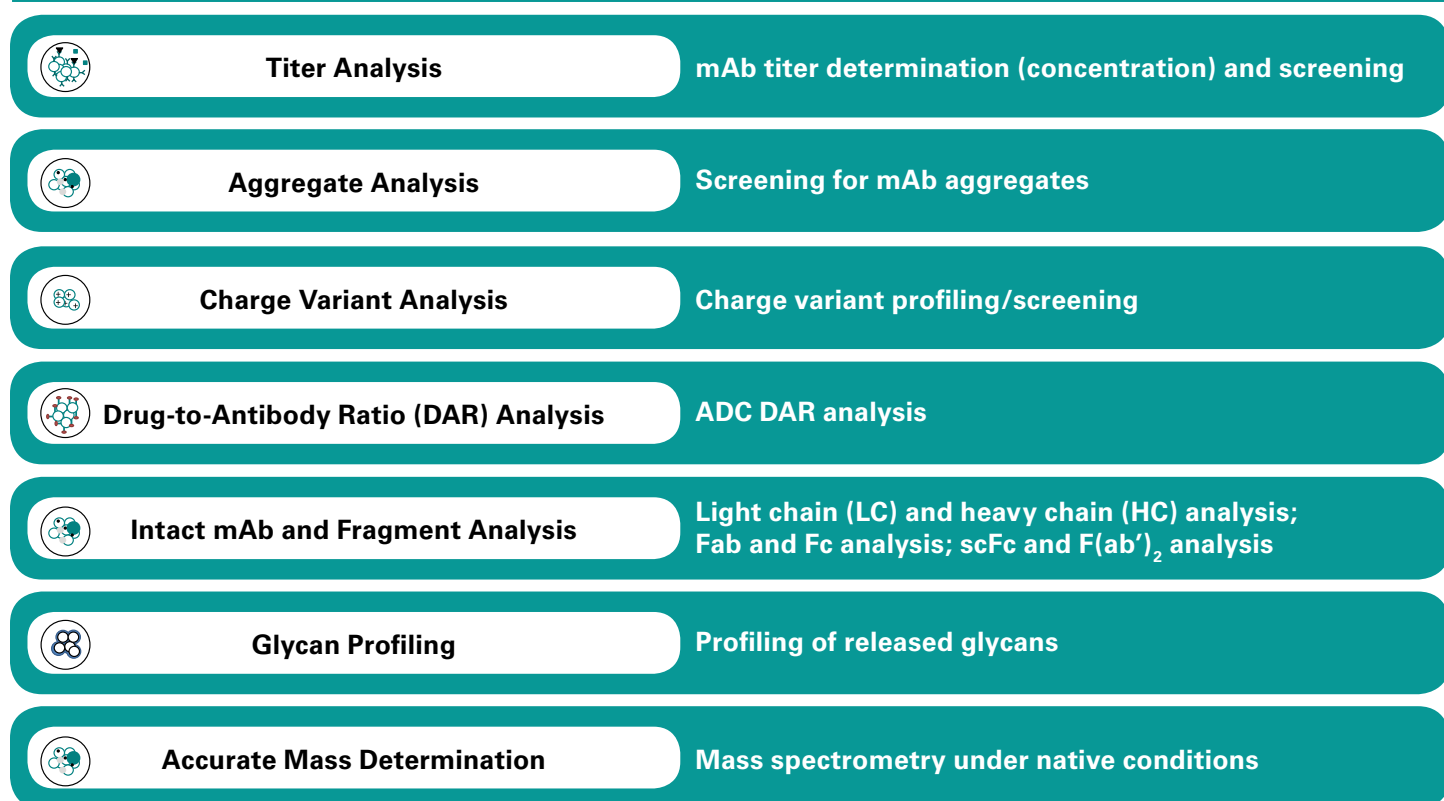 Titer Analysis
mAb titer determination (concentration) and screening
Aggregate Analysis
Screening for mAb aggregates
Charge Variant Analysis
Charge variant profiling/screening
Drug-to-Antibody Ratio (DAR) Analysis
ADC DAR analysis
Intact mAb and Fragment Analysis
Light chain (LC) and heavy chain (HC) analysis;
Fab and Fc analysis; scFc and F(ab’)₂ analysis
Glycan Profiling
Profiling of released glycans
Accurate Mass Determination
Mass spectrometry under native conditions